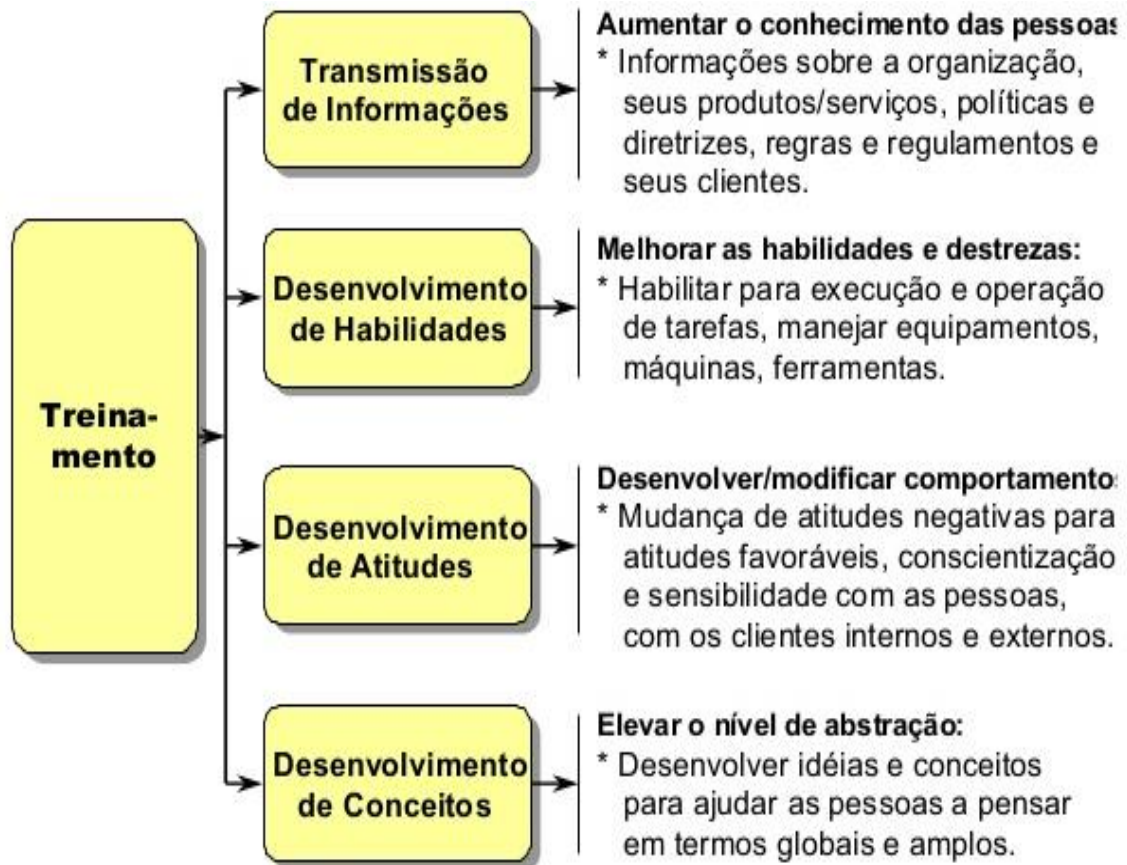 Treina-
mento
Transmissão
de Informações
Aumentar o conhecimento das pessoas
* Informações sobre a organização,
seus produtos/serviços, políticas e
diretrizes, regras e regulamentos e
seus clientes.
Desenvolvimento
de Habilidades
Melhorar as habilidades e destrezas:
* Habilitar para execução e operação
de tarefas, manejar equipamentos,
máquinas, ferramentas.
Desenvolvimento
de Atitudes
Desenvolver/modificar comportamentos
* Mudança de atitudes negativas para
atitudes favoráveis, conscientização
e sensibilidade com as pessoas,
com os clientes internos e externos.
Desenvolvimento
de Conceitos
Elevar o nível de abstração:
* Desenvolver idéias e conceitos
para ajudar as pessoas a pensar
em termos globais e amplos.